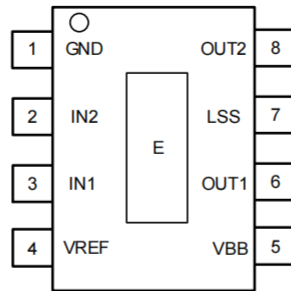 1 GND OUT2 8
2 IN2 LSS 7
E
3 IN1 OUT1 6
4 VREF VBB 5